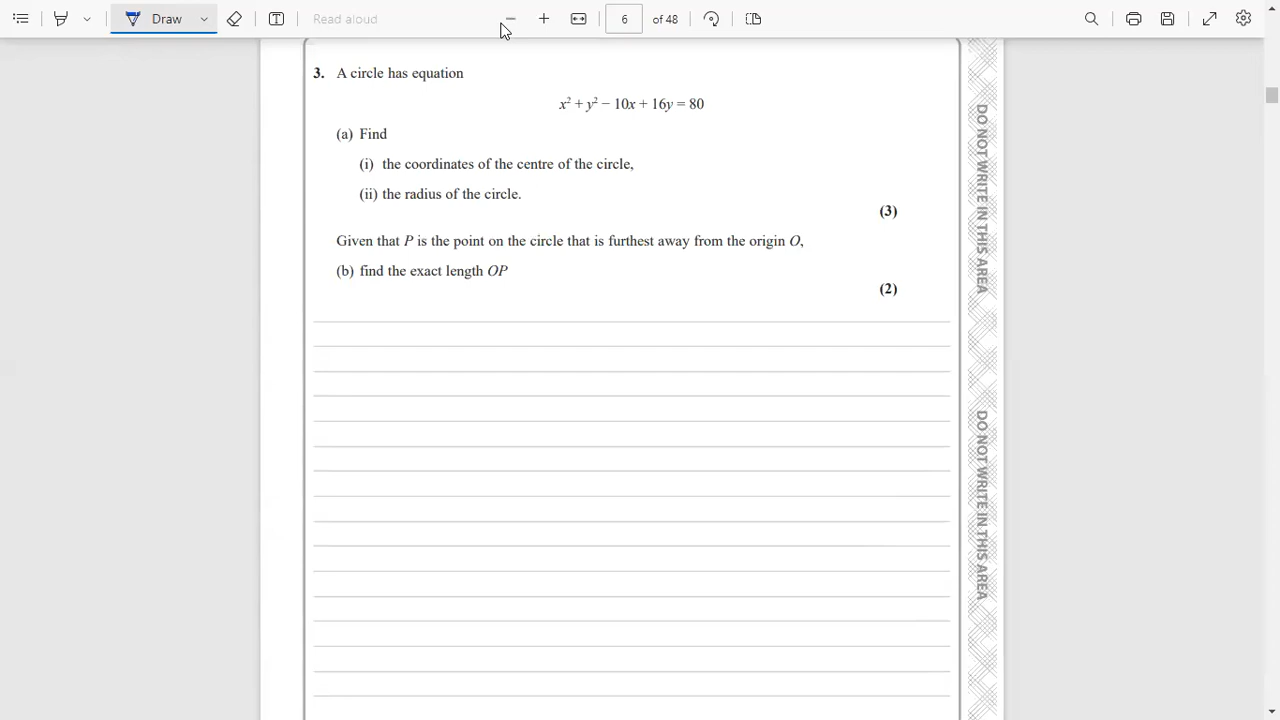 Draw
Read aloud
6 of 48
3. A circle has equation
x² + y² − 10x + 16y = 80
(a) Find
(i) the coordinates of the centre of the circle,
(ii) the radius of the circle.
(3)
Given that P is the point on the circle that is furthest away from the origin O,
(b) find the exact length OP
(2)
DO NOT WRITE IN THIS AREA
DO NOT WRITE IN THIS AREA